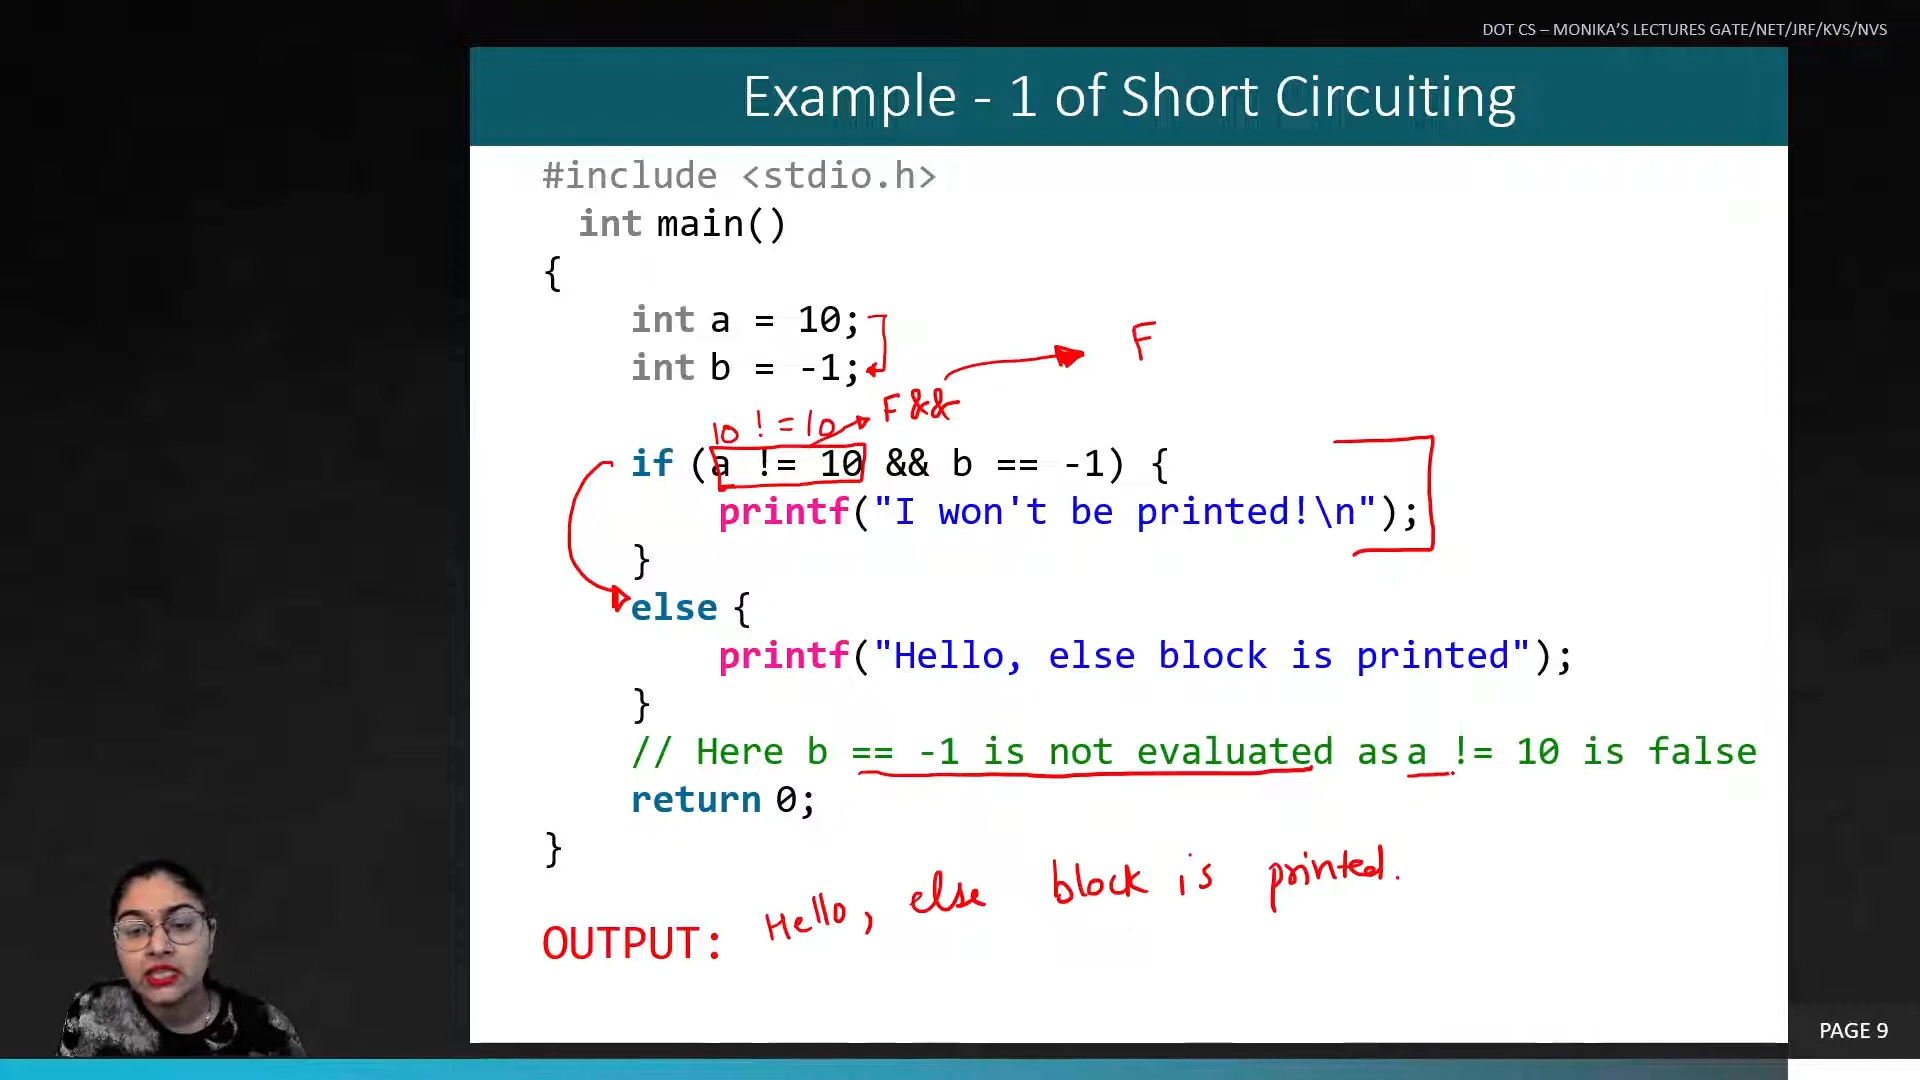 DOT CS – MONIKA'S LECTURES GATE/NET/JRF/KVS/NVS
Example - 1 of Short Circuiting
#include <stdio.h>
int main()
{
int a = 10;
int b = -1;
F
F &&
10 != 10
if (a != 10 && b == -1) {
printf("I won't be printed!\n");
}
else {
printf("Hello, else block is printed");
}
// Here b == -1 is not evaluated as a != 10 is false
return 0;
}
OUTPUT: Hello, else block is printed.
PAGE 9